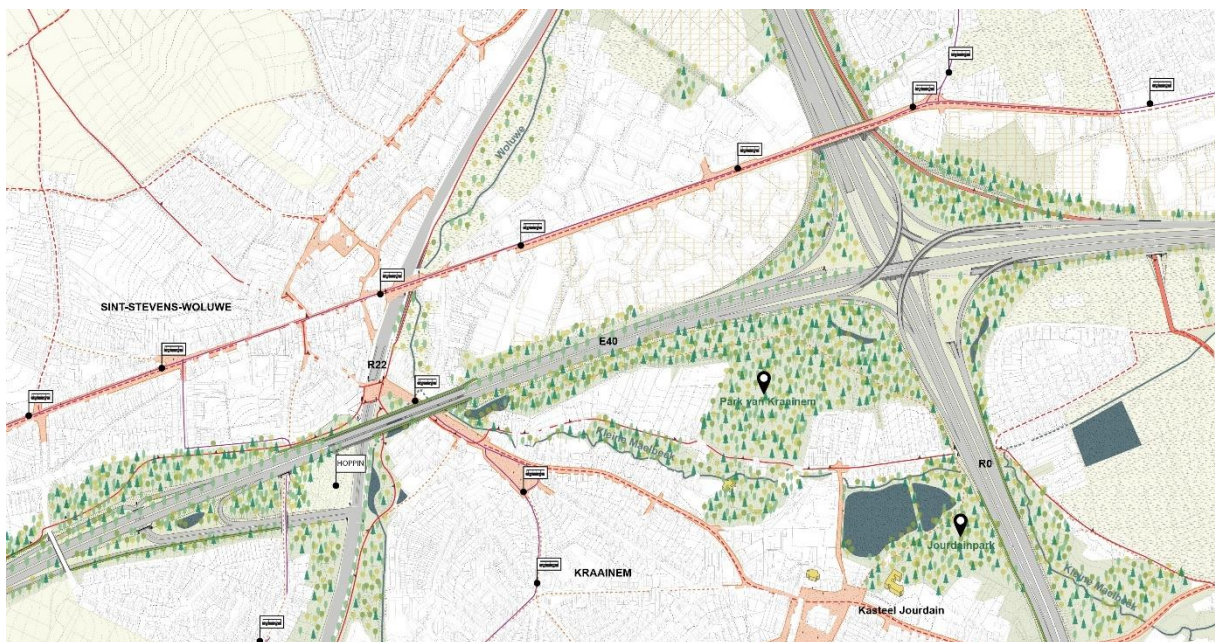 Woluwe
SINT-STEVENS-WOLUWE
E40
R22
Park van Kraainem
Kleine Maalbeek
HOPPIN
R0
Jourdainpark
KRAAINEM
Kleine Maalbeek
Kasteel Jourdain